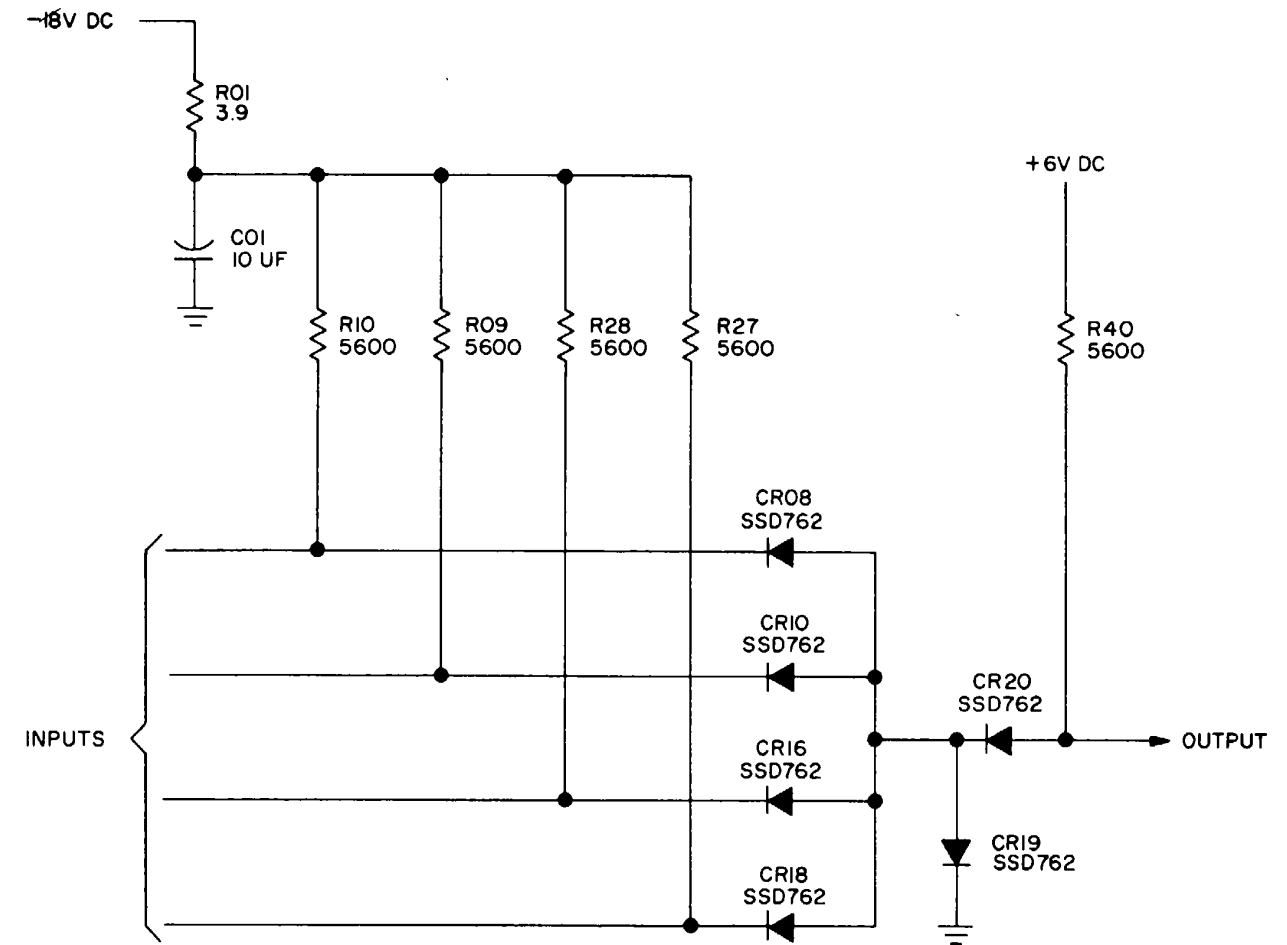 -18V DC
R01
3.9
+6V DC
C01
10 UF
R10
5600
R09
5600
R28
5600
R27
5600
R40
5600
CR08
SSD762
CR10
SSD762
CR20
SSD762
INPUTS
OUTPUT
CR16
SSD762
CR19
SSD762
CR18
SSD762